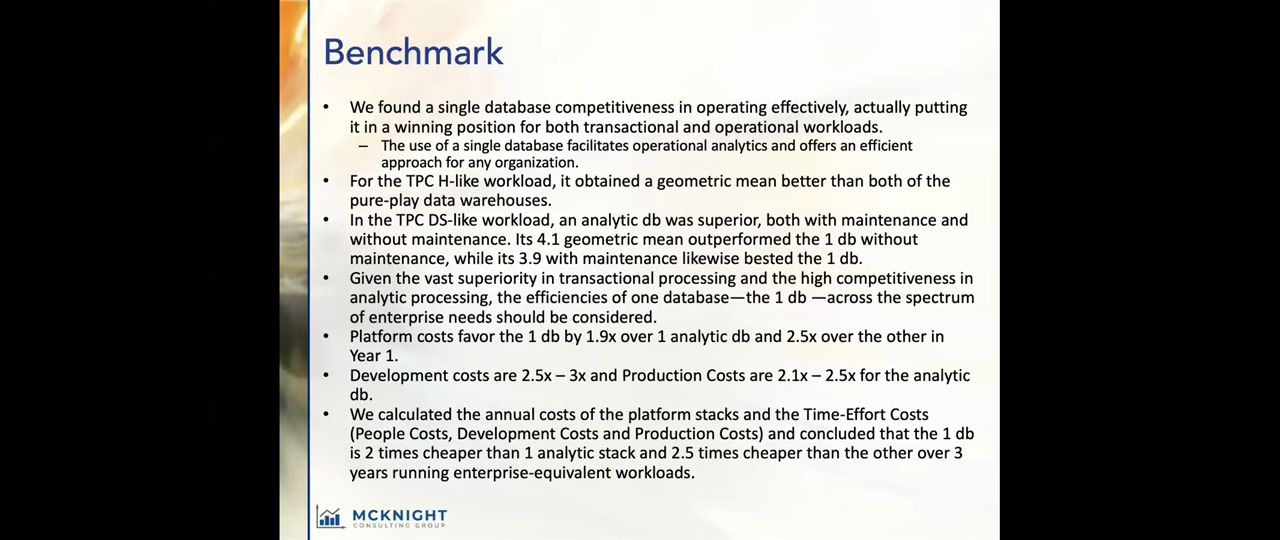 Benchmark
• We found a single database competitiveness in operating effectively, actually putting
it in a winning position for both transactional and operational workloads.
– The use of a single database facilitates operational analytics and offers an efficient
approach for any organization.
• For the TPC H-like workload, it obtained a geometric mean better than both of the
pure-play data warehouses.
• In the TPC DS-like workload, an analytic db was superior, both with maintenance and
without maintenance. Its 4.1 geometric mean outperformed the 1 db without
maintenance, while its 3.9 with maintenance likewise bested the 1 db.
• Given the vast superiority in transactional processing and the high competitiveness in
analytic processing, the efficiencies of one database—the 1 db —across the spectrum
of enterprise needs should be considered.
• Platform costs favor the 1 db by 1.9x over 1 analytic db and 2.5x over the other in
Year 1.
• Development costs are 2.5x – 3x and Production Costs are 2.1x – 2.5x for the analytic
db.
• We calculated the annual costs of the platform stacks and the Time-Effort Costs
(People Costs, Development Costs and Production Costs) and concluded that the 1 db
is 2 times cheaper than 1 analytic stack and 2.5 times cheaper than the other over 3
years running enterprise-equivalent workloads.
MCKNIGHT
CONSULTING GROUP